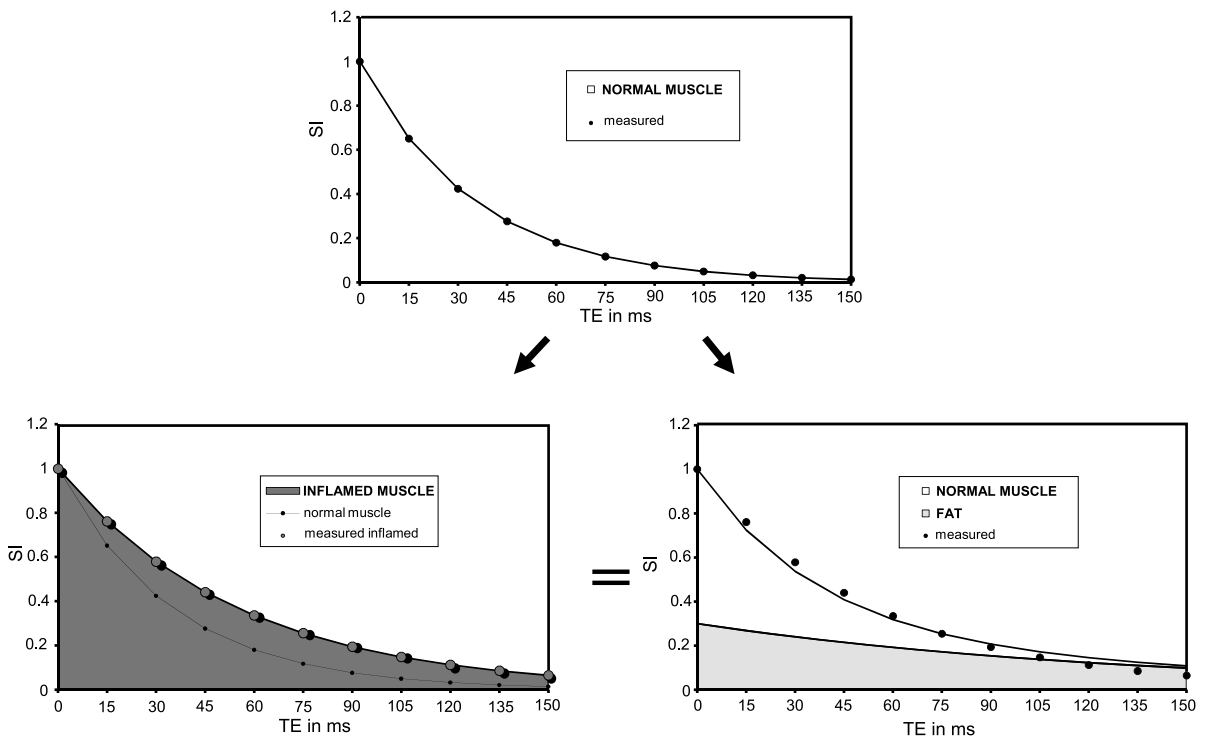 1.2
1
0.8
0.6
0.4
0.2
0
SI
NORMAL MUSCLE
measured
0 15 30 45 60 75 90 105 120 135 150
TE in ms
1.2
1
0.8
0.6
0.4
0.2
0
SI
INFLAMED MUSCLE
normal muscle
measured inflamed
0 15 30 45 60 75 90 105 120 135 150
TE in ms
=
1.2
1
0.8
0.6
0.4
0.2
0
SI
NORMAL MUSCLE
FAT
measured
0 15 30 45 60 75 90 105 120 135 150
TE in ms